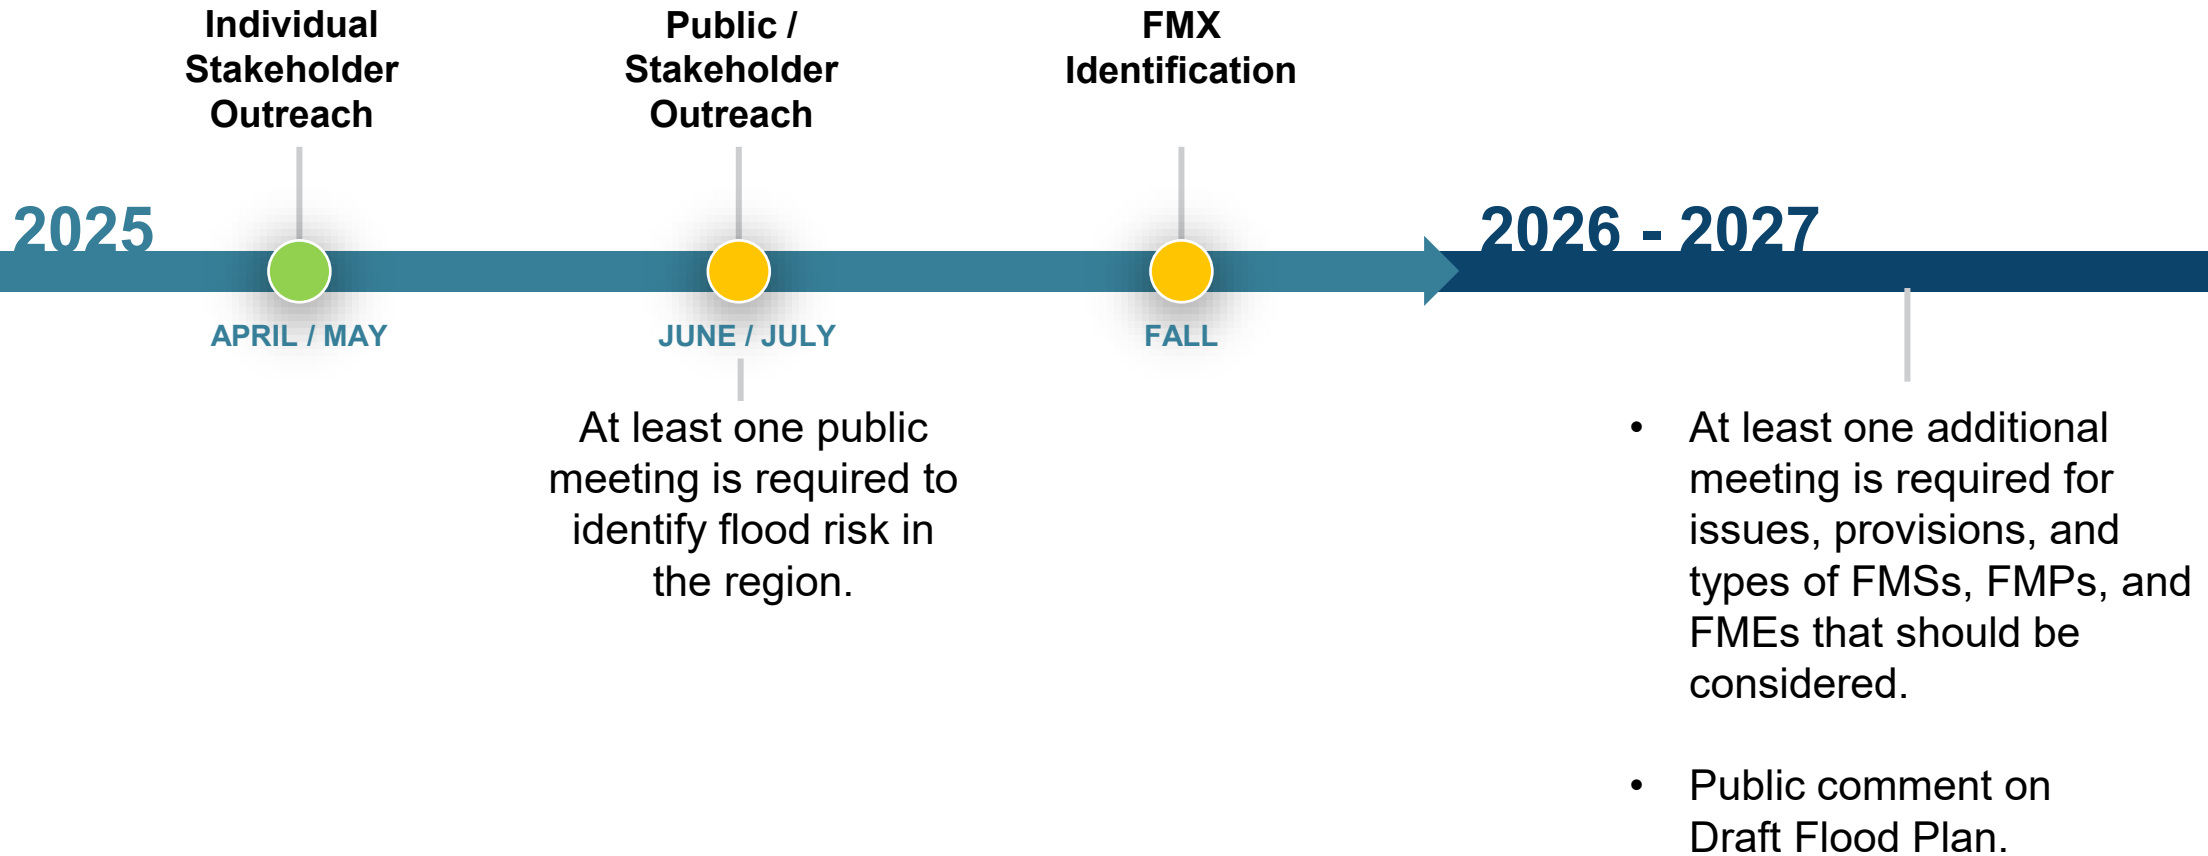 Individual
Stakeholder
Outreach
Public /
Stakeholder
Outreach
FMX
Identification
2025
2026 - 2027
APRIL / MAY
JUNE / JULY
FALL
At least one public
meeting is required to
identify flood risk in
the region.
• At least one additional
meeting is required for
issues, provisions, and
types of FMSs, FMPs, and
FMEs that should be
considered.
• Public comment on
Draft Flood Plan.